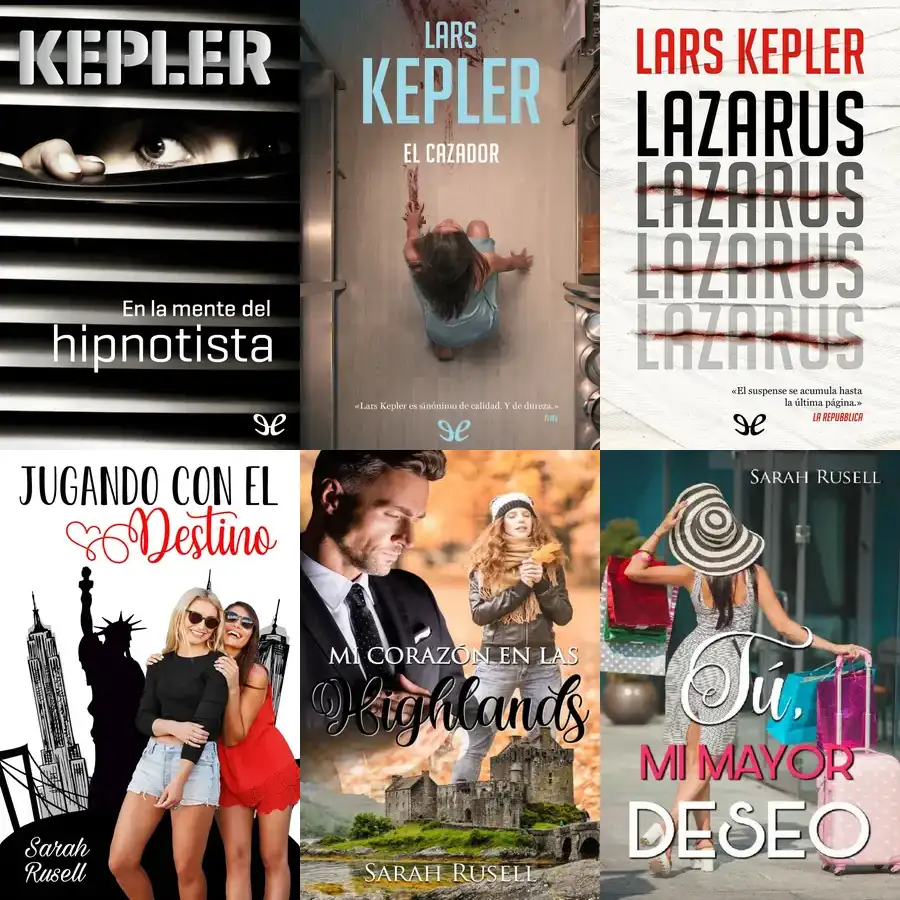 KEPLER
En la mente del
hipnotista
LARS
KEPLER
EL CAZADOR
«Lars Kepler es sinónimo de calidad. Y de dureza.»
LARS KEPLER
LAZARUS
LAZARUS
LAZARUS
LAZARUS
«El suspense se acumula hasta
la última página.»
LA REPUBBLICA
JUGANDO CON EL
Destino
Sarah
Rusell
MI CORAZÓN EN LAS
Highlands
SARAH RUSELL
SARAH RUSELL
Tú,
MI MAYOR
DESEO